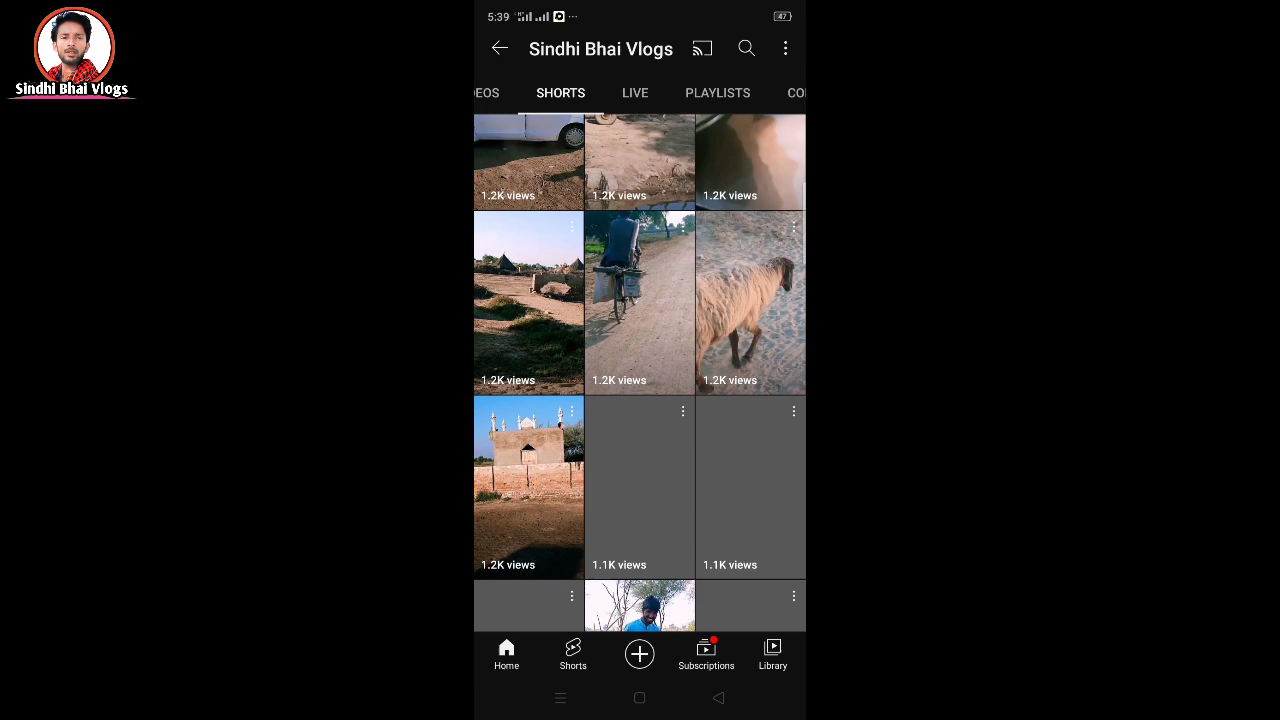 5:39
47
Sindhi Bhai Vlogs
Sindhi Bhai Vlogs
DEOS SHORTS LIVE PLAYLISTS CO
1.2K views 1.2K views 1.2K views
1.2K views 1.2K views 1.2K views
1.2K views 1.1K views 1.1K views
Home Shorts Subscriptions Library